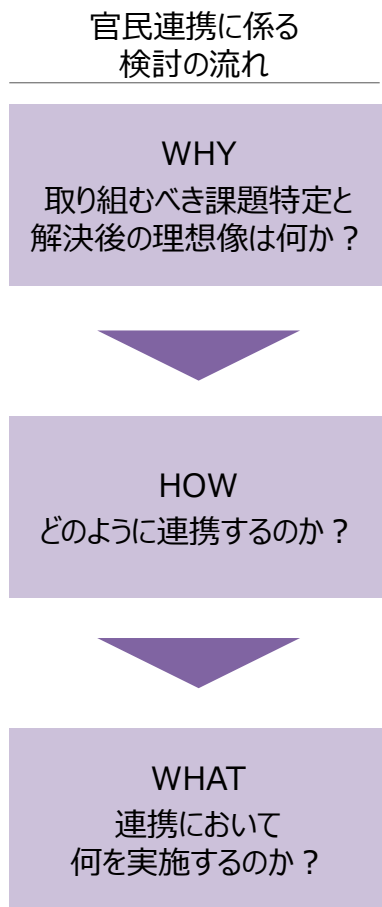 官民連携に係る
検討の流れ
WHY
取り組むべき課題特定と
解決後の理想像は何か？
HOW
どのように連携するのか？
WHAT
連携において
何を実施するのか？